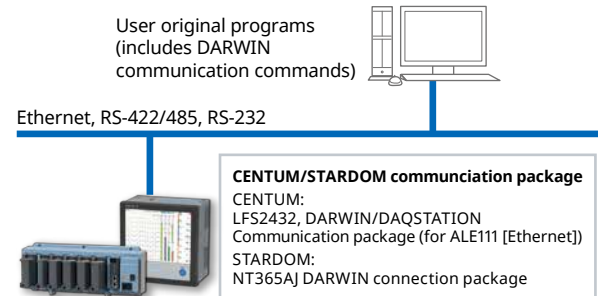 User original programs
(includes DARWIN
communication commands)
Ethernet, RS-422/485, RS-232
CENTUM/STARDOM communciation package
CENTUM:
LFS2432, DARWIN/DAQSTATION
Communication package (for ALE111 [Ethernet])
STARDOM:
NT365AJ DARWIN connection package